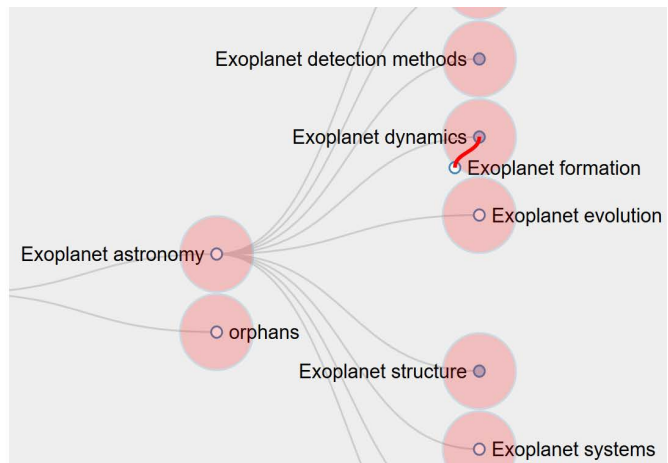 Exoplanet detection methods
Exoplanet dynamics
Exoplanet formation
Exoplanet evolution
Exoplanet astronomy
orphans
Exoplanet structure
Exoplanet systems